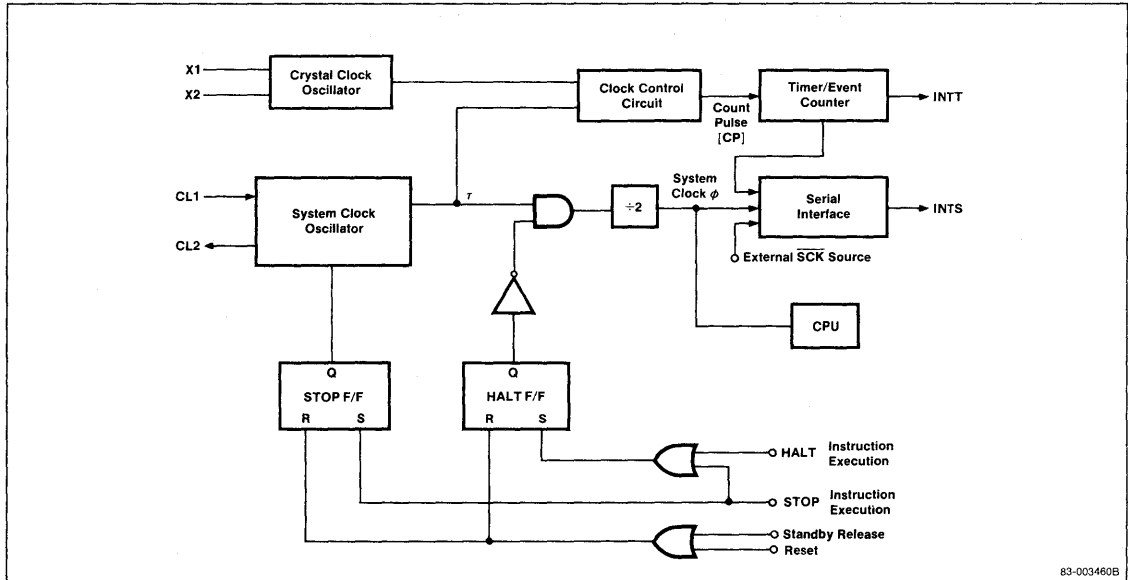 X1
X2
Crystal Clock
Oscillator
Clock Control
Circuit
Count
Pulse
[CP]
Timer/Event
Counter
INTT
CL1
CL2
System Clock
Oscillator
τ
÷2
System
Clock ϕ
Serial
Interface
INTS
External S̅C̅K̅ Source
CPU
Q
STOP F/F
R S
Q
HALT F/F
R S
HALT Instruction
Execution
STOP Instruction
Execution
Standby Release
Reset
83-003460B